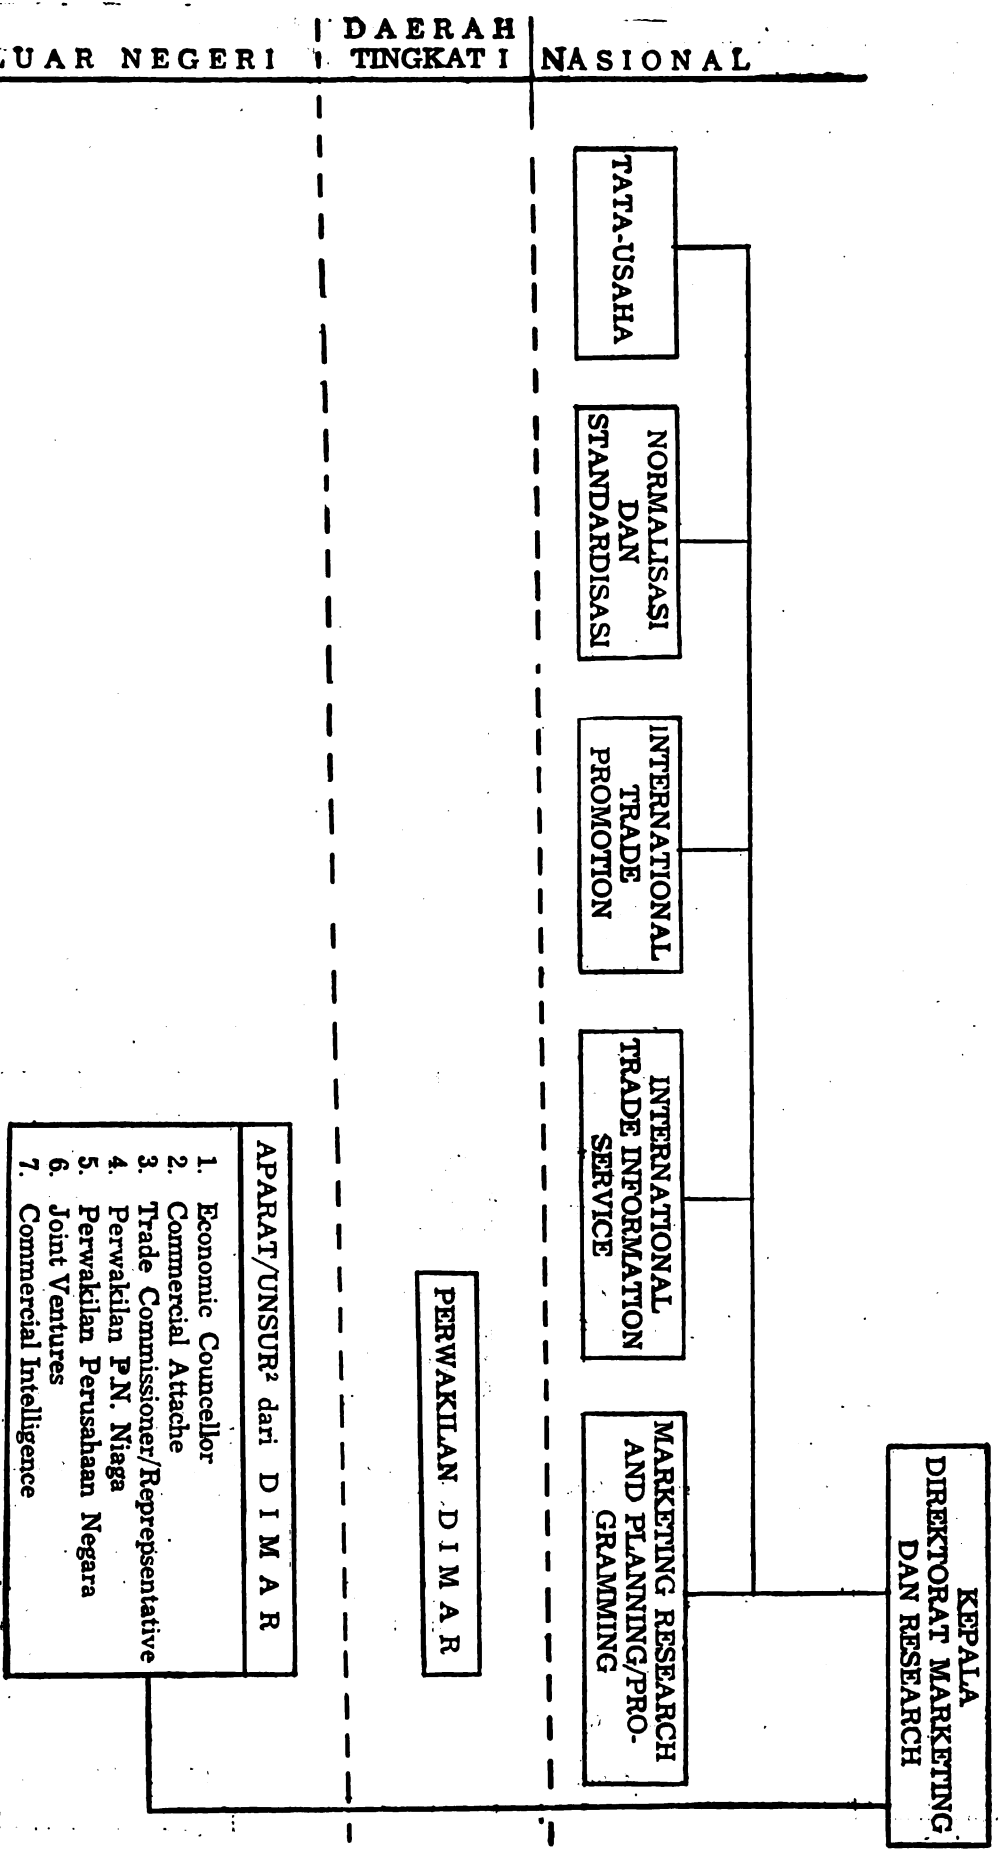 LUAR NEGERI
DAERAH
TINGKAT I
NASIONAL
KEPALA
DIREKTORAT MARKETING
DAN RESEARCH
TATA-USAHA
NORMALISASI
DAN
STANDARDISASI
INTERNATIONAL
TRADE
PROMOTION
INTERNATIONAL
TRADE INFORMATION
SERVICE
MARKETING RESEARCH
AND PLANNING/PRO-
GRAMMING
PERWAKILAN D I M A R
APARAT/UNSUR² dari D I M A R
1. Economic Councellor
2. Commercial Attache
3. Trade Commissioner/Reprepsentative
4. Perwakilan P.N. Niaga
5. Perwakilan Perusahaan Negara
6. Joint Ventures
7. Commercial Intelligence